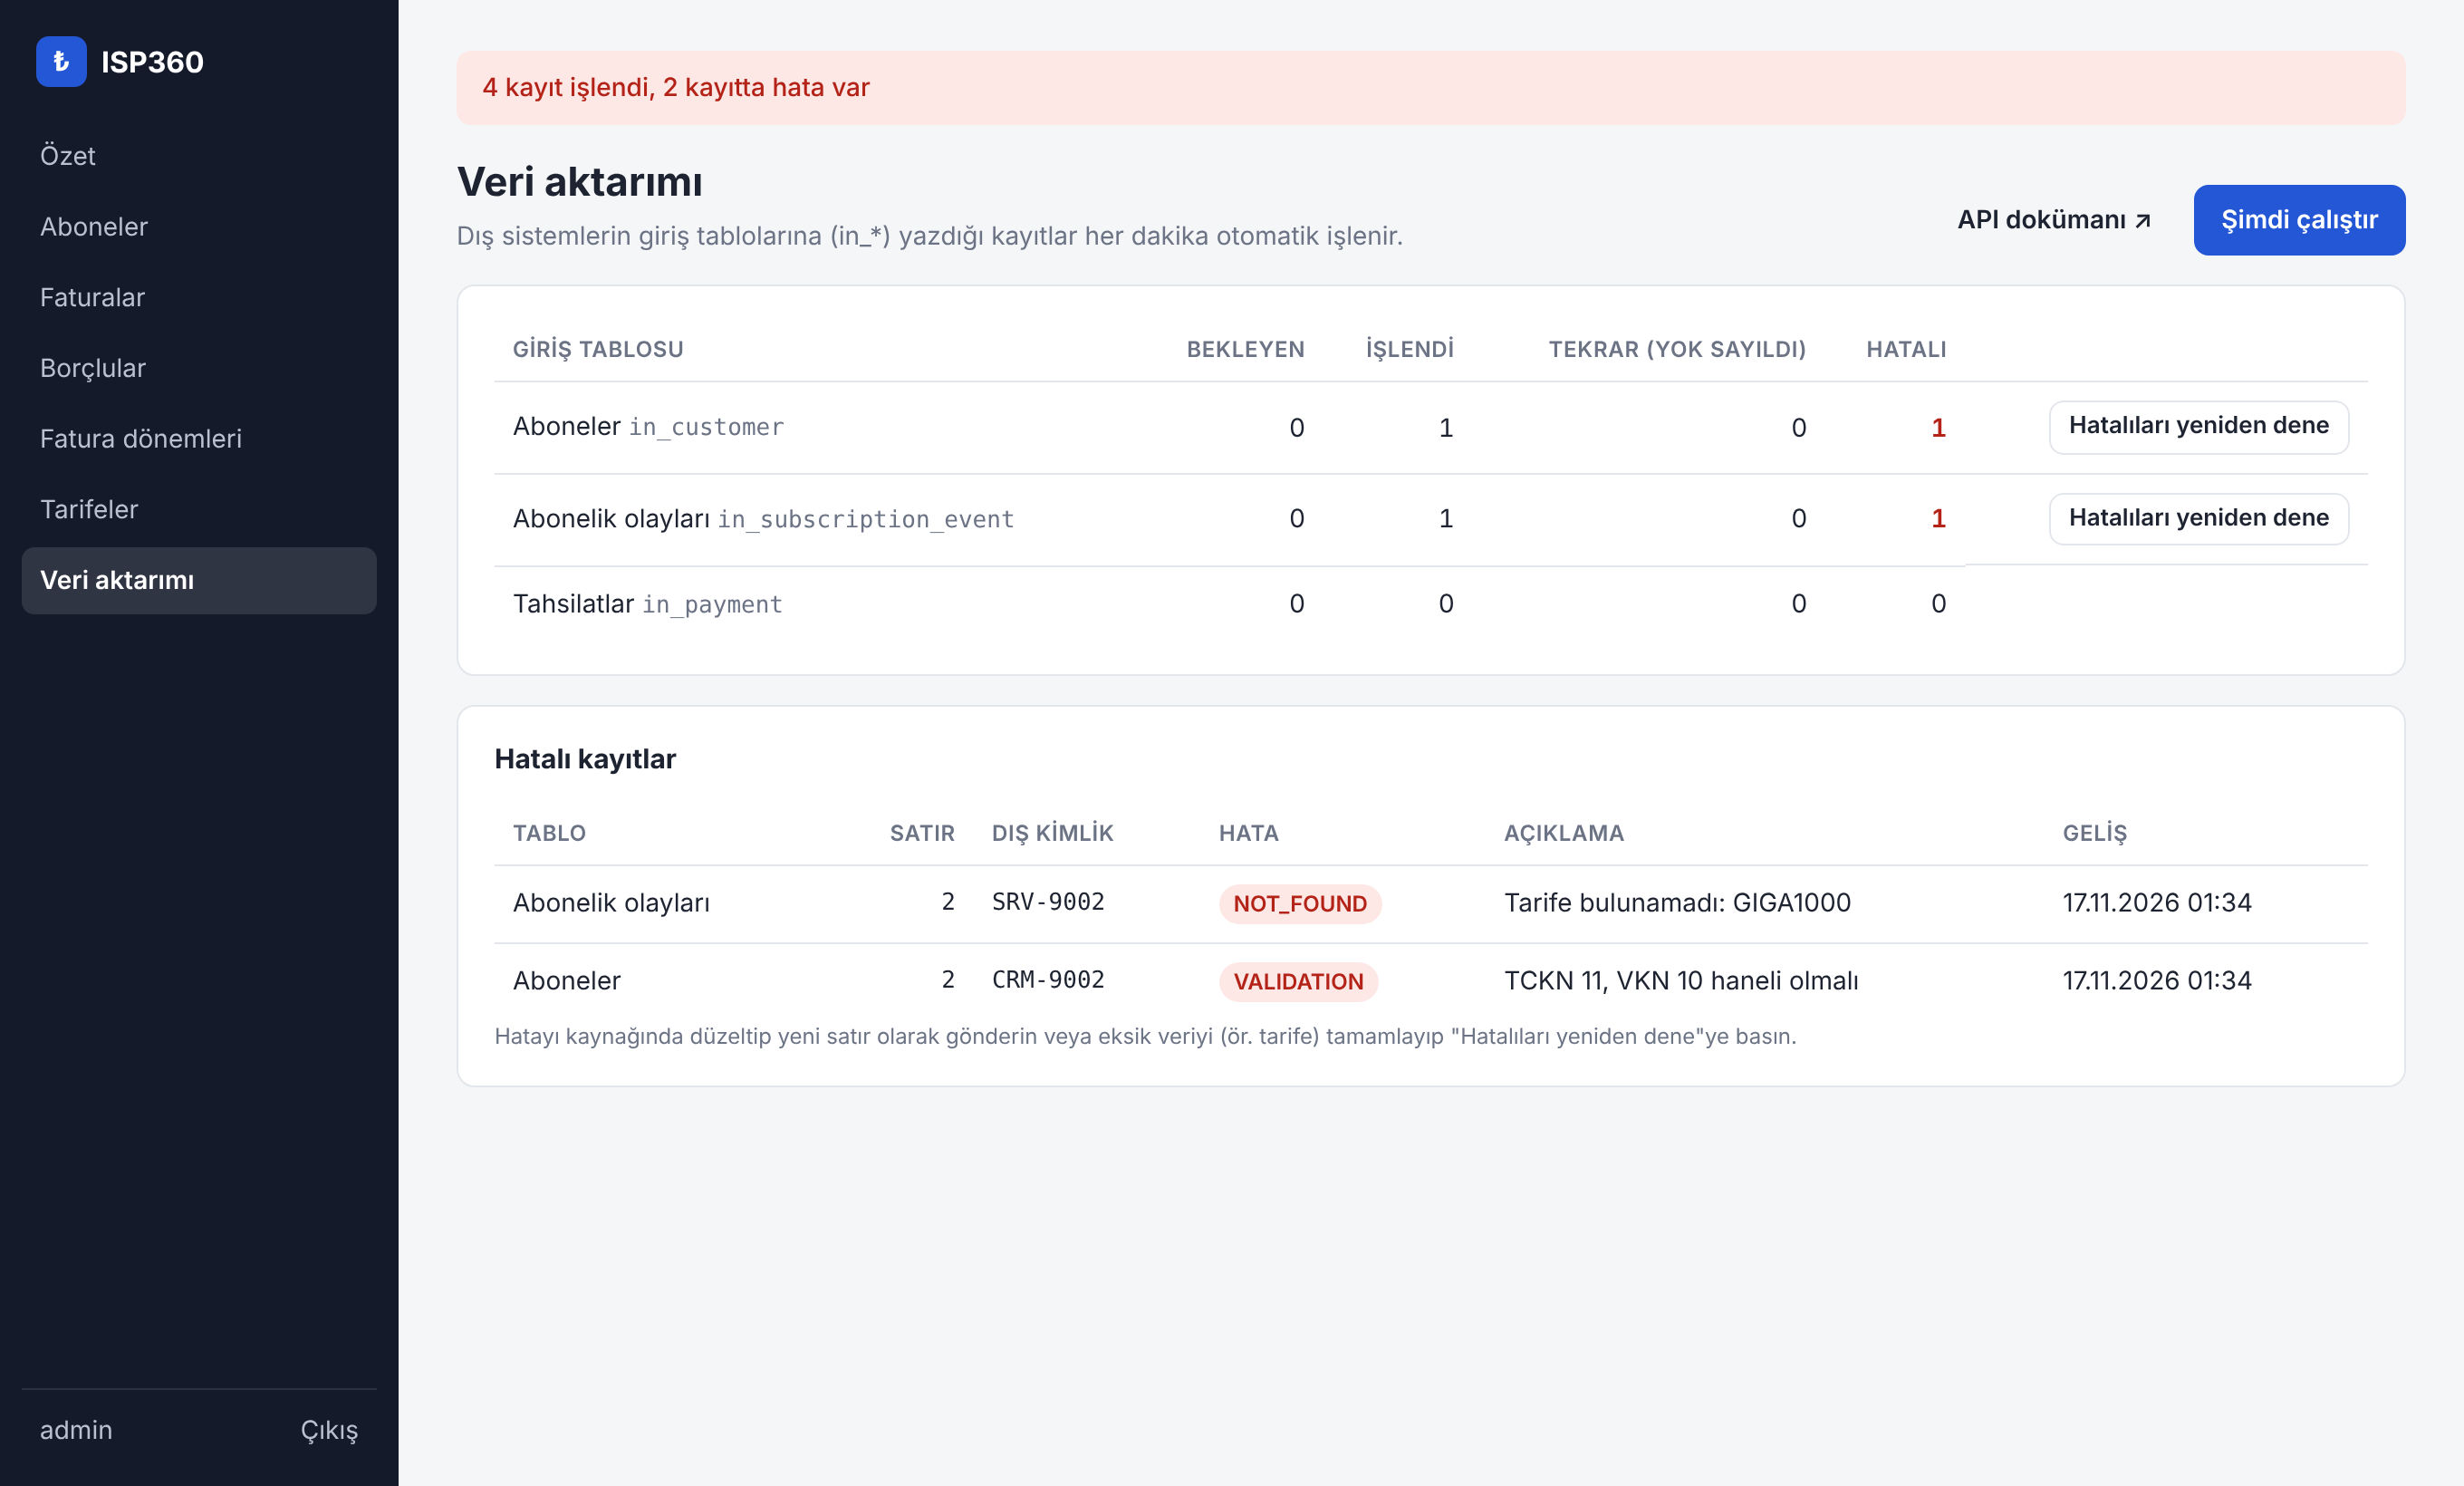 ₺ ISP360
Özet
Aboneler
Faturalar
Borçlular
Fatura dönemleri
Tarifeler
Veri aktarımı
admin Çıkış
4 kayıt işlendi, 2 kayıtta hata var
Veri aktarımı
Dış sistemlerin giriş tablolarına (in_*) yazdığı kayıtlar her dakika otomatik işlenir.
API dokümanı ↗ Şimdi çalıştır
GİRİŞ TABLOSU BEKLEYEN İŞLENDİ TEKRAR (YOK SAYILDI) HATALI
Aboneler in_customer 0 1 0 1 Hatalıları yeniden dene
Abonelik olayları in_subscription_event 0 1 0 1 Hatalıları yeniden dene
Tahsilatlar in_payment 0 0 0 0
Hatalı kayıtlar
TABLO SATIR DIŞ KİMLİK HATA AÇIKLAMA GELİŞ
Abonelik olayları 2 SRV-9002 NOT_FOUND Tarife bulunamadı: GIGA1000 17.11.2026 01:34
Aboneler 2 CRM-9002 VALIDATION TCKN 11, VKN 10 haneli olmalı 17.11.2026 01:34
Hatayı kaynağında düzeltip yeni satır olarak gönderin veya eksik veriyi (ör. tarife) tamamlayıp "Hatalıları yeniden dene"ye basın.